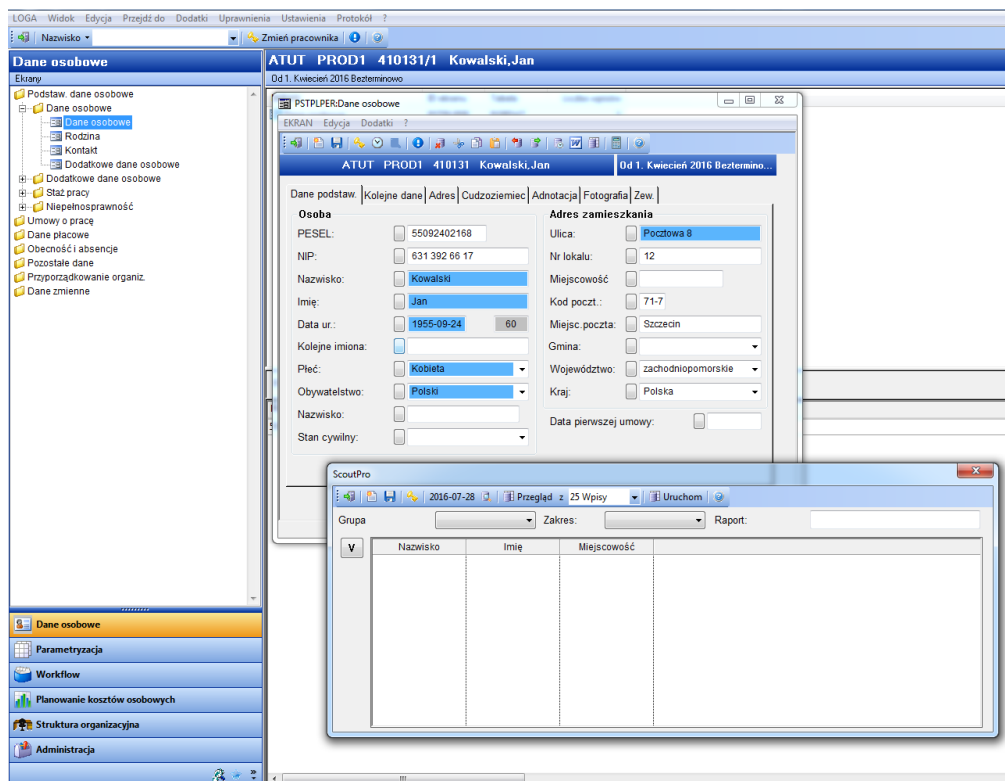 LOGA Widok Edycja Przejdź do Dodatki Uprawnienia Ustawienia Protokół ?
Nazwisko Zmień pracownika
Dane osobowe
Ekrany
Podstaw. dane osobowe
Dane osobowe
Dane osobowe
Rodzina
Kontakt
Dodatkowe dane osobowe
Dodatkowe dane osobowe
Staż pracy
Niepełnosprawność
Umowy o pracę
Dane płacowe
Obecność i absencje
Pozostałe dane
Przyporządkowanie organiz.
Dane zmienne
Dane osobowe
Parametryzacja
Workflow
Planowanie kosztów osobowych
Struktura organizacyjna
Administracja
ATUT PROD1 410131/1 Kowalski,Jan
Od 1. Kwiecień 2016 Bezterminowo
PSTPLPER:Dane osobowe
EKRAN Edycja Dodatki ?
ATUT PROD1 410131 Kowalski,Jan Od 1. Kwiecień 2016 Beztermino...
Dane podstaw. Kolejne dane Adres Cudzoziemiec Adnotacja Fotografia Zew.
Osoba
PESEL: 55092402168
NIP: 631 392 66 17
Nazwisko: Kowalski
Imię: Jan
Data ur.: 1955-09-24 60
Kolejne imiona:
Płeć: Kobieta
Obywatelstwo: Polski
Nazwisko:
Stan cywilny:
Adres zamieszkania
Ulica: Pocztowa 8
Nr lokalu: 12
Miejscowość
Kod poczt.: 71-7
Miejsc.poczta: Szczecin
Gmina:
Województwo: zachodniopomorskie
Kraj: Polska
Data pierwszej umowy:
ScoutPro
2016-07-28 Przegląd z 25 Wpisy Uruchom
Grupa Zakres: Raport:
V Nazwisko Imię Miejscowość